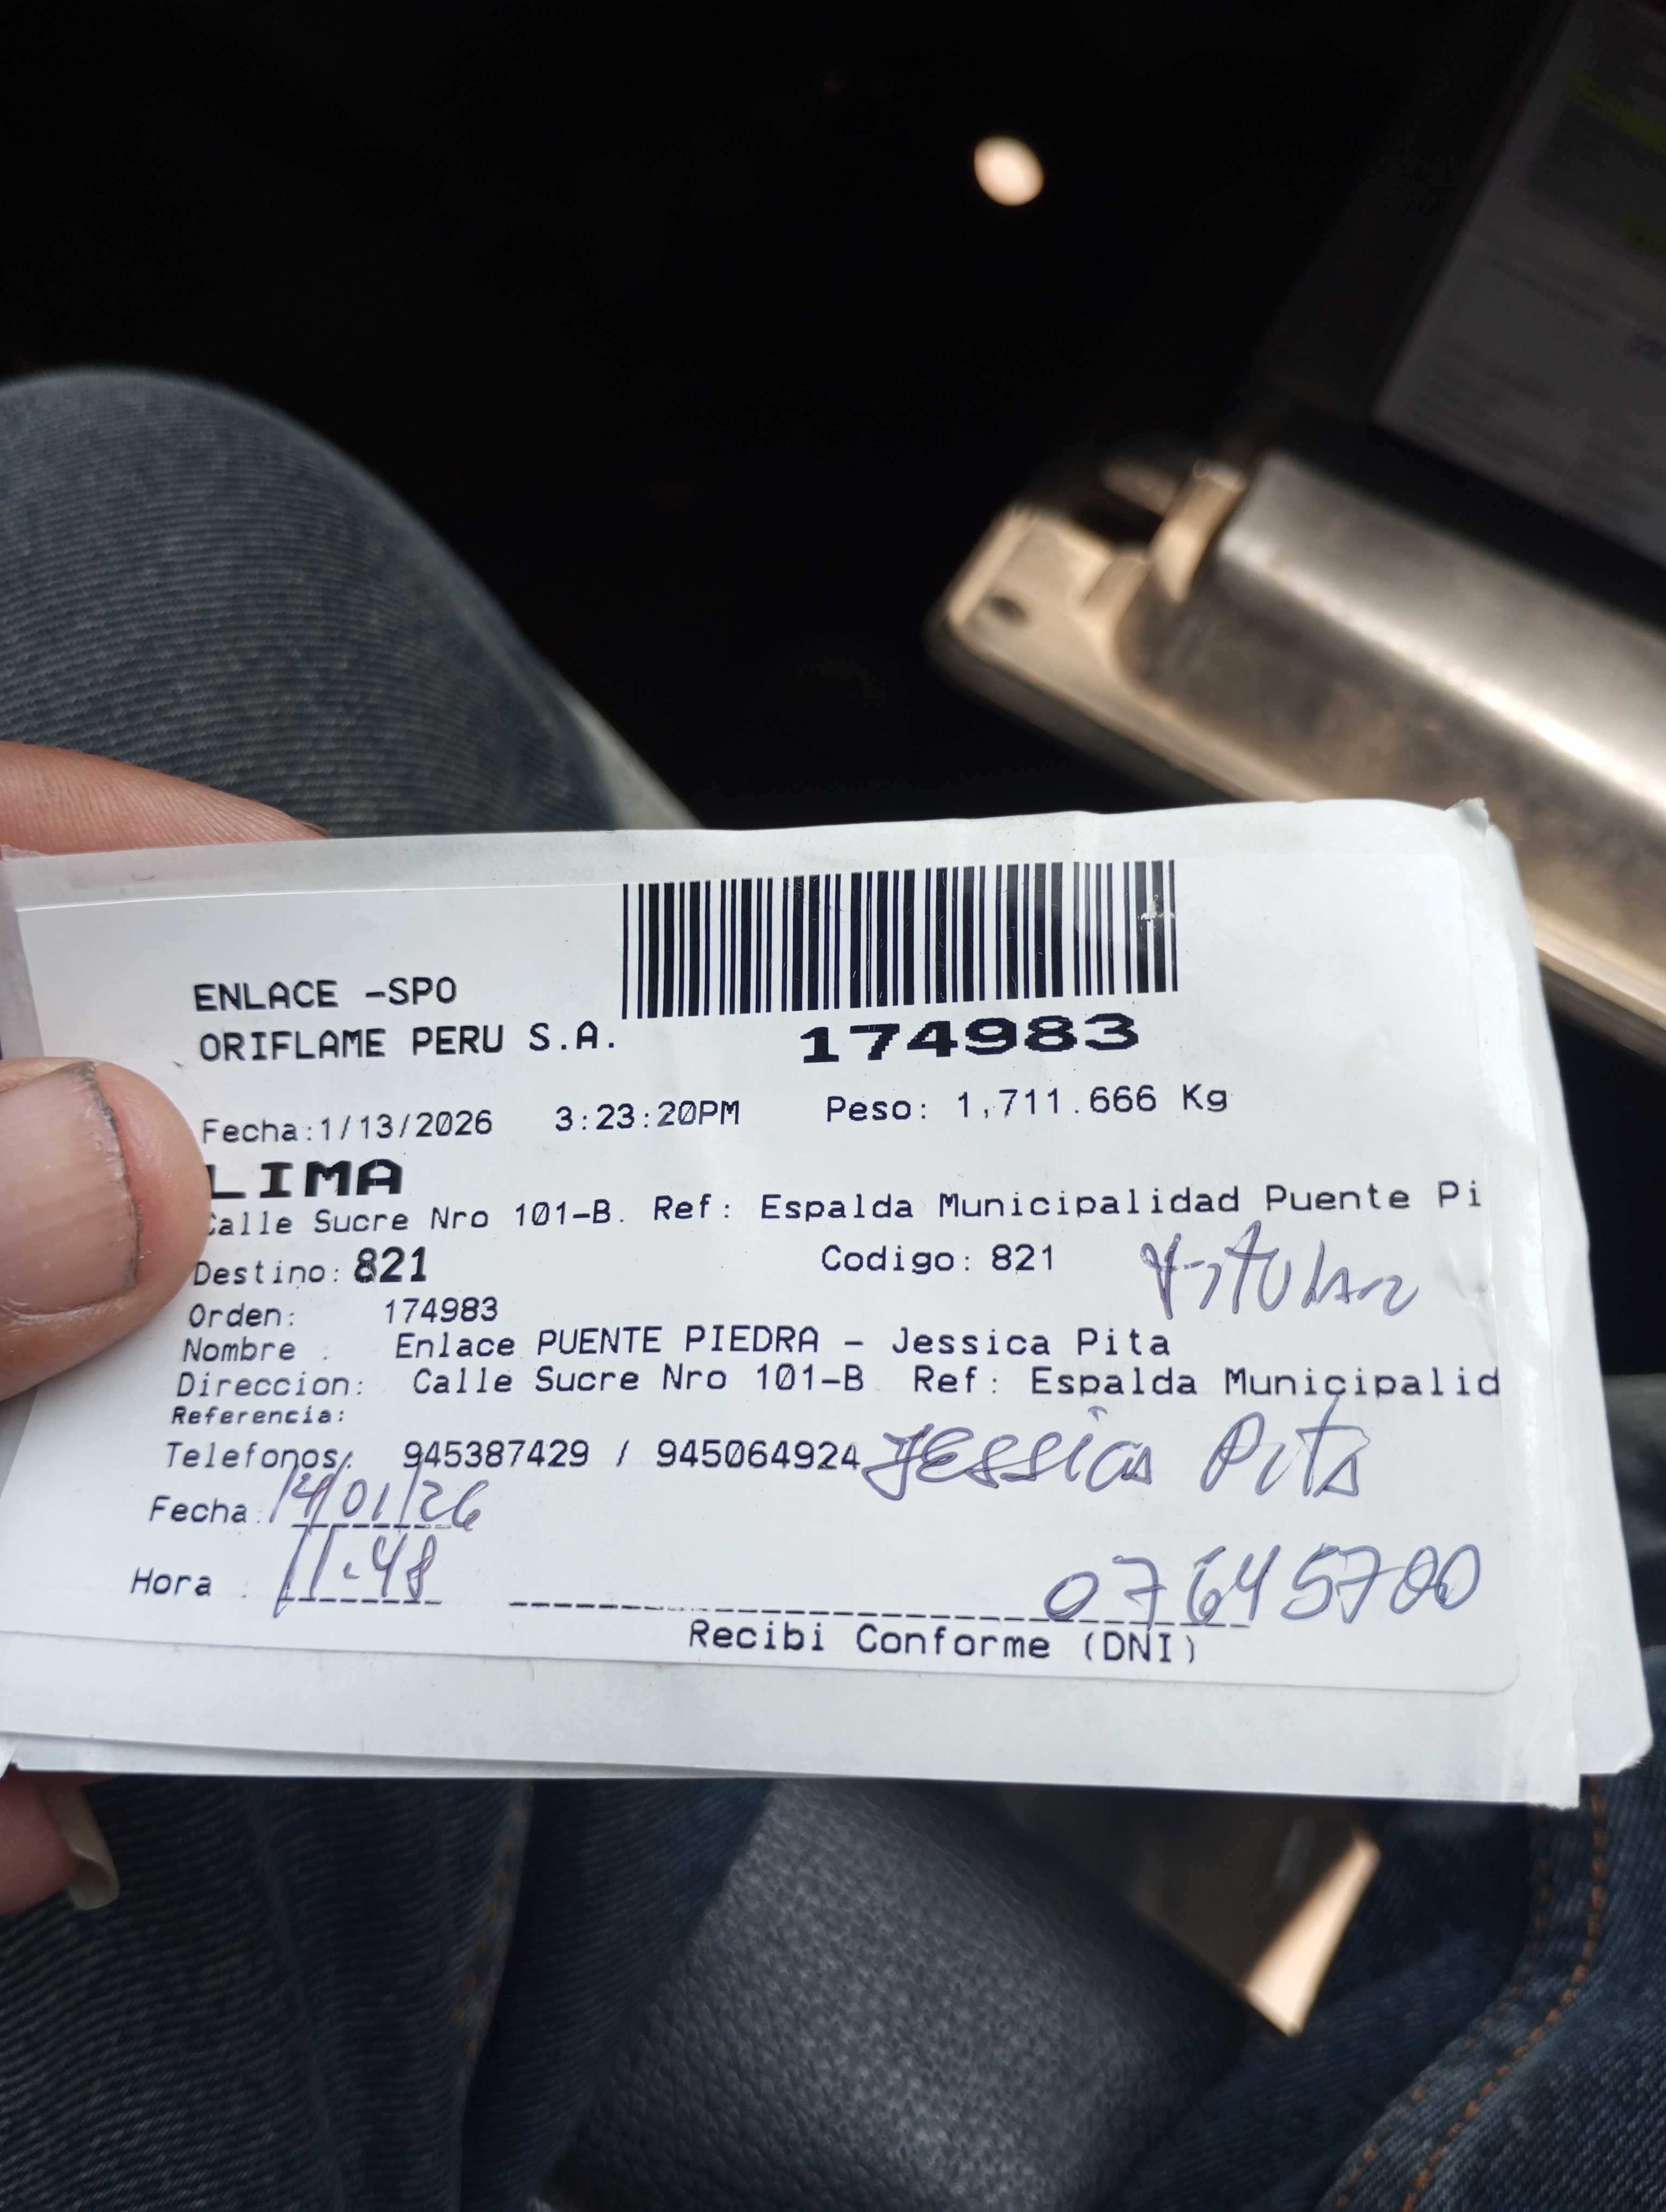 ENLACE -SPO
ORIFLAME PERU S.A.
174983
Fecha:1/13/2026 3:23:20PM Peso: 1,711.666 Kg
LIMA
Calle Sucre Nro 101-B. Ref: Espalda Municipalidad Puente Pi
Destino: 821 Codigo: 821
Orden: 174983
Nombre : Enlace PUENTE PIEDRA - Jessica Pita
Direccion: Calle Sucre Nro 101-B Ref: Espalda Municipalid
Referencia:
Telefonos: 945387429 / 945064924 Jessica Pita
Fecha: 14/01/26
Hora : 11.48 07645700
Recibi Conforme (DNI)